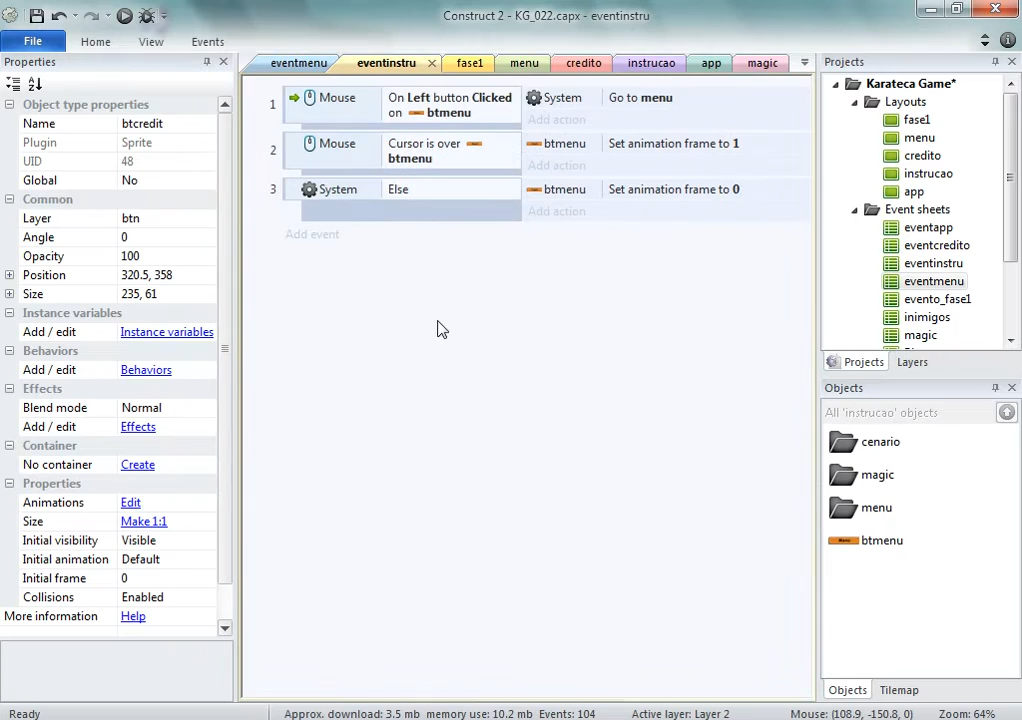 Construct 2 - KG_022.capx - eventinstru
File Home View Events
Properties
Object type properties
Name btcredit
Plugin Sprite
UID 48
Global No
Common
Layer btn
Angle 0
Opacity 100
Position 320.5, 358
Size 235, 61
Instance variables
Add / edit Instance variables
Behaviors
Add / edit Behaviors
Effects
Blend mode Normal
Add / edit Effects
Container
No container Create
Properties
Animations Edit
Size Make 1:1
Initial visibility Visible
Initial animation Default
Initial frame 0
Collisions Enabled
More information Help
eventmenu eventinstru fase1 menu credito instrucao app magic
1 Mouse On Left button Clicked on btmenu System Go to menu
Add action
2 Mouse Cursor is over btmenu btmenu Set animation frame to 1
Add action
3 System Else btmenu Set animation frame to 0
Add action
Add event
Projects
Karateca Game*
Layouts
fase1
menu
credito
instrucao
app
Event sheets
eventapp
eventcredito
eventinstru
eventmenu
evento_fase1
inimigos
magic
Projects Layers
Objects
All 'instrucao' objects
cenario
magic
menu
btmenu
Objects Tilemap
Ready Approx. download: 3.5 mb memory use: 10.2 mb Events: 104 Active layer: Layer 2 Mouse: (108.9, -150.8, 0) Zoom: 64%